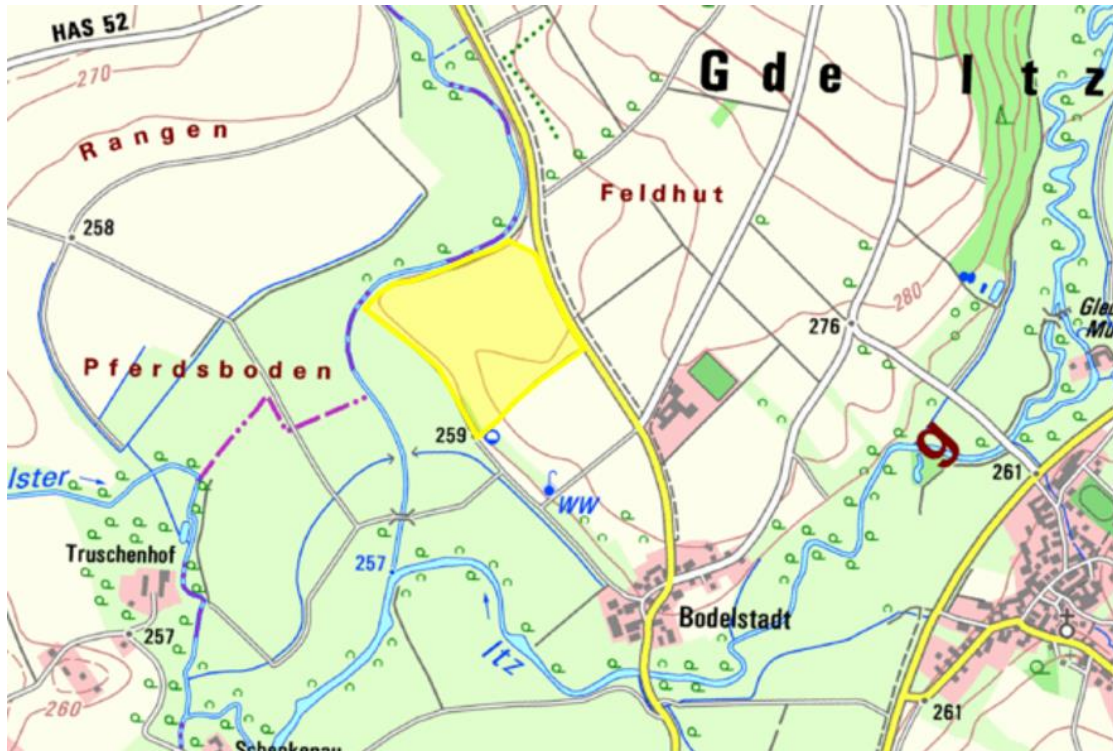 HAS 52
270
Gde Itz
Rangen
Feldhut
258
280
276
Pferdsboden
259
261
Ilster
WW
g
Truschenhof
257
Bodelstadt
257
Itz
260
261